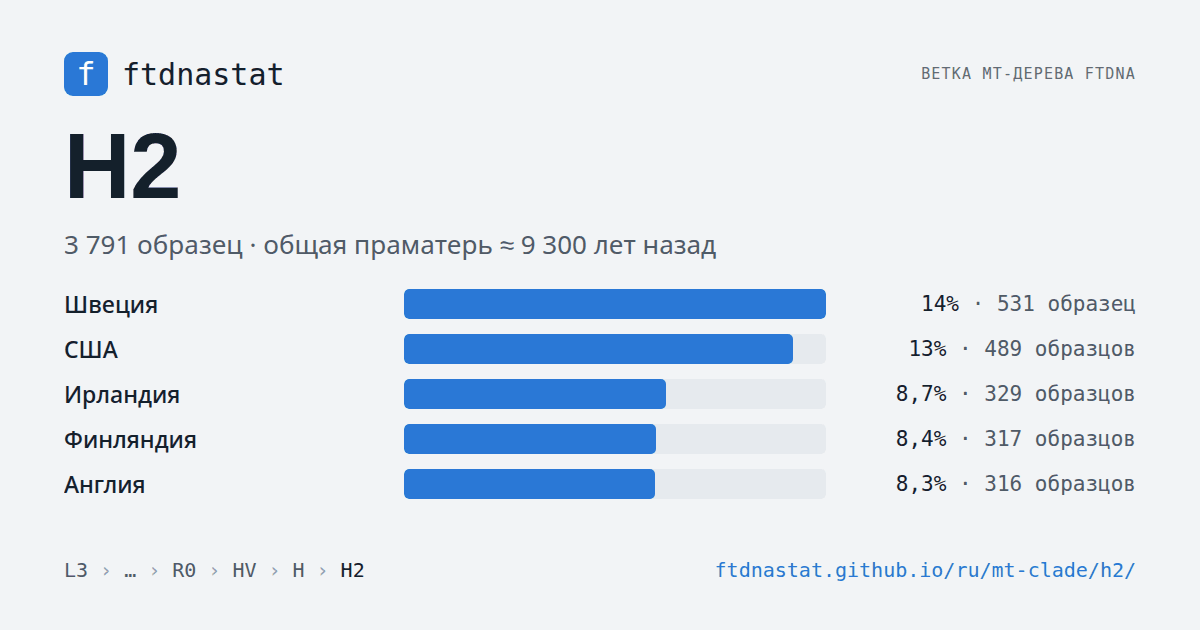 f ftdnastat
ВЕТКА МТ-ДЕРЕВА FTDNA
H2
3 791 образец · общая праматерь ≈ 9 300 лет назад
Швеция 14% · 531 образец
США 13% · 489 образцов
Ирландия 8,7% · 329 образцов
Финляндия 8,4% · 317 образцов
Англия 8,3% · 316 образцов
L3 › … › R0 › HV › H › H2
ftdnastat.github.io/ru/mt-clade/h2/